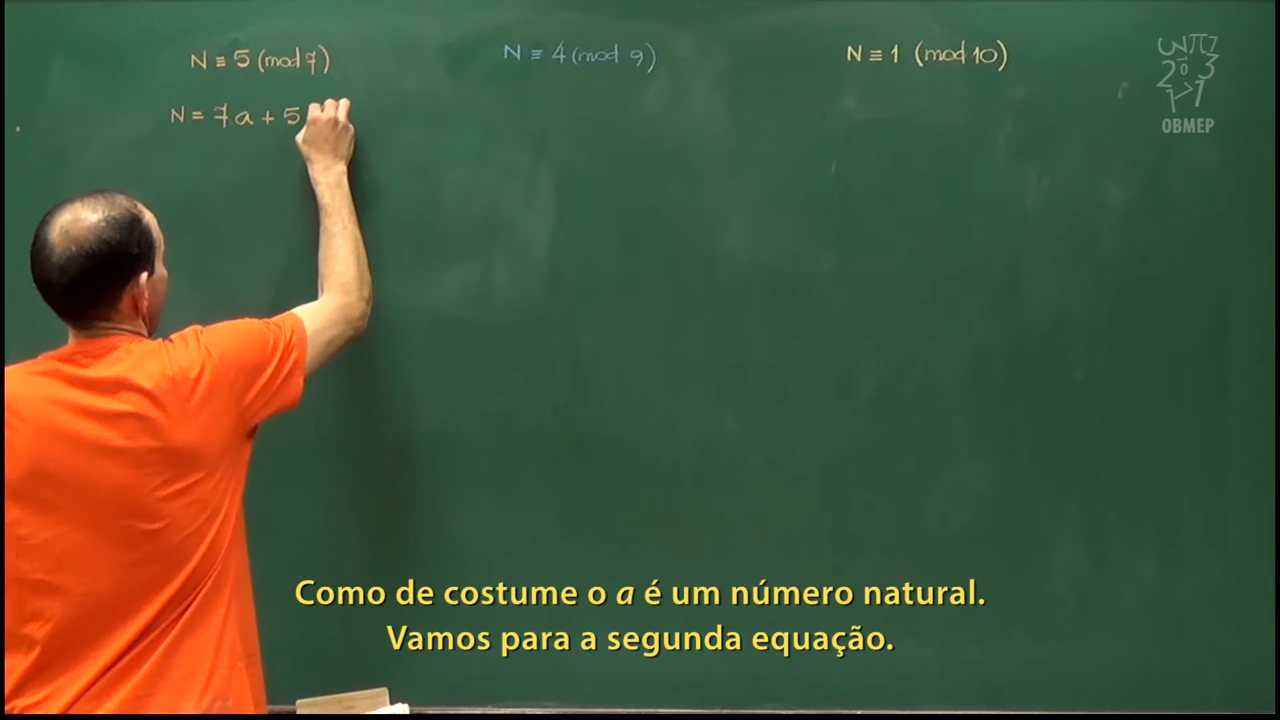 N ≡ 5 (mod 7)
N ≡ 4 (mod 9)
N ≡ 1 (mod 10)
N = 7a + 5
OBMEP
Como de costume o a é um número natural.
Vamos para a segunda equação.